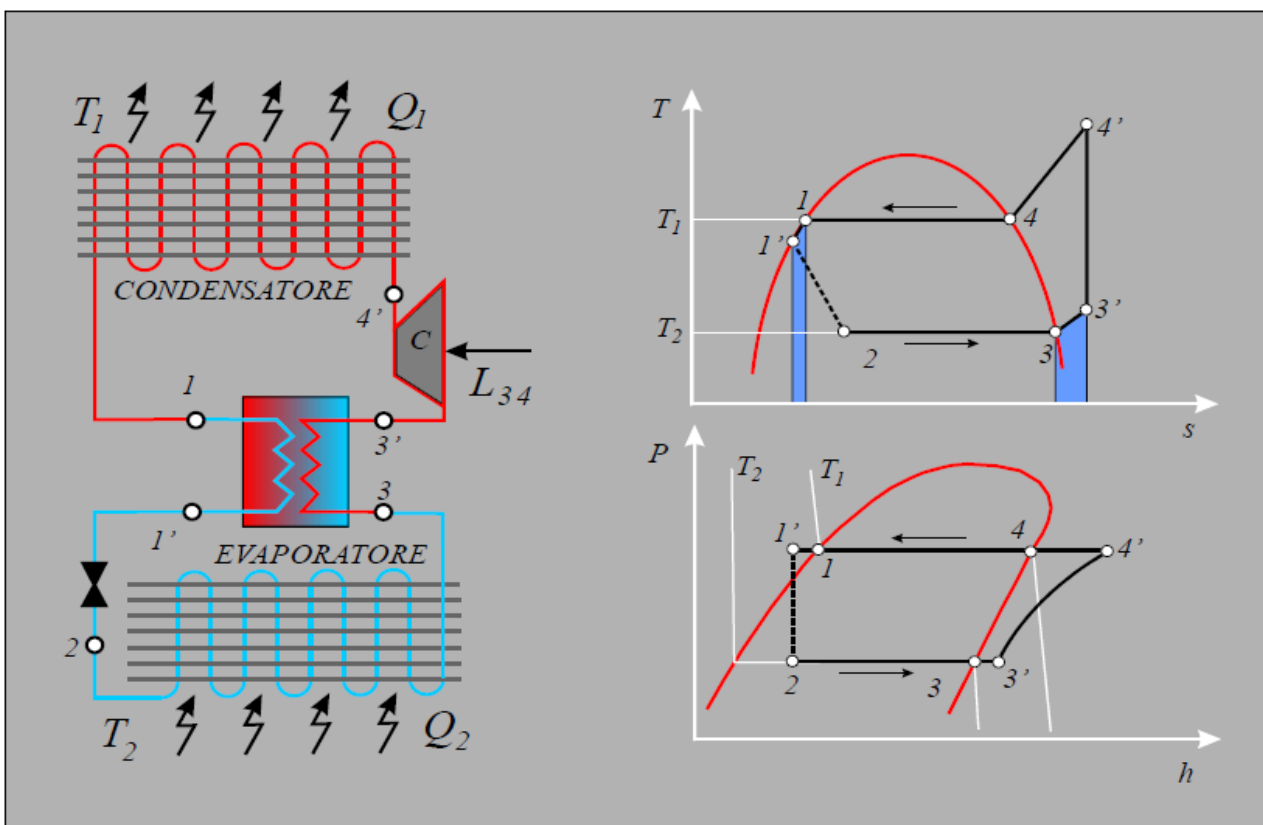 T1
Q1
CONDENSATORE
4'
C
L34
1
3'
1'
3
EVAPORATORE
2
T2
Q2
T
4'
1
4
T1
1'
3'
T2
2
3
s
P
T2
T1
1'
1
4
4'
2
3
3'
h